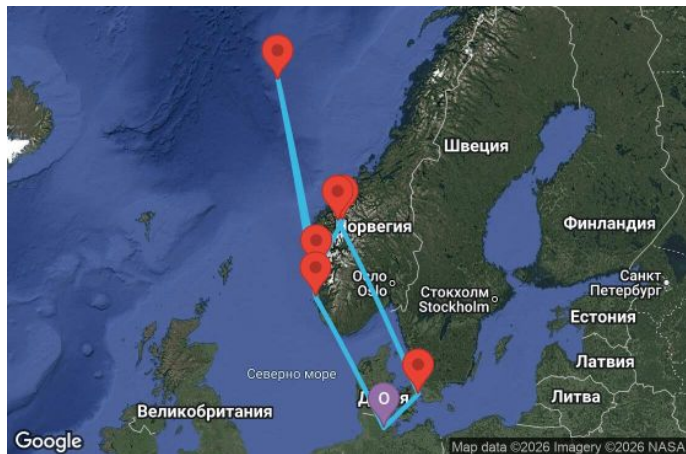 Швеция
Норвегия
Финландия
Осло
Oslo
Санкт
Петербург
Стокхолм
Stockholm
Естония
Латвия
Северно море
Литва
О
Великобритания
Google
Map data ©2026 Imagery ©2026 NASA